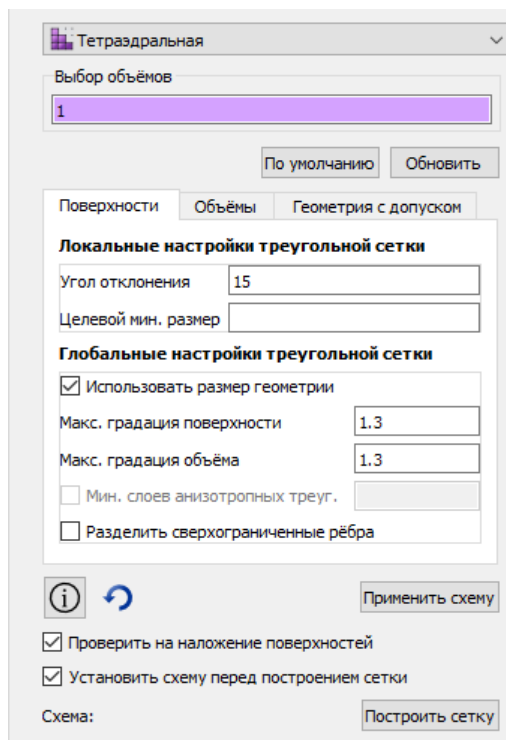 Тетраэдральная
Выбор объёмов
1
По умолчанию Обновить
Поверхности Объёмы Геометрия с допуском
Локальные настройки треугольной сетки
Угол отклонения 15
Целевой мин. размер
Глобальные настройки треугольной сетки
Использовать размер геометрии
Макс. градация поверхности 1.3
Макс. градация объёма 1.3
Мин. слоев анизотропных треуг.
Разделить сверхограниченные рёбра
Применить схему
Проверить на наложение поверхностей
Установить схему перед построением сетки
Схема: Построить сетку